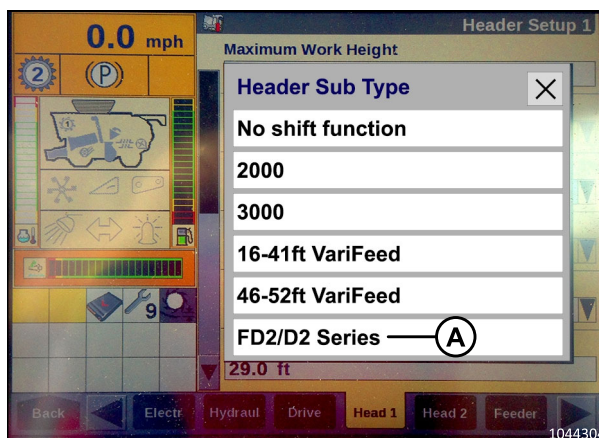 0.0 mph
Header Setup 1
Maximum Work Height
2
(P)
Header Sub Type
No shift function
2000
1
3000
16-41ft VariFeed
46-52ft VariFeed
9
FD2/D2 Series
A
29.0 ft
Back
Electr
Hydraul
Drive
Head 1
Head 2
Feeder
1044304